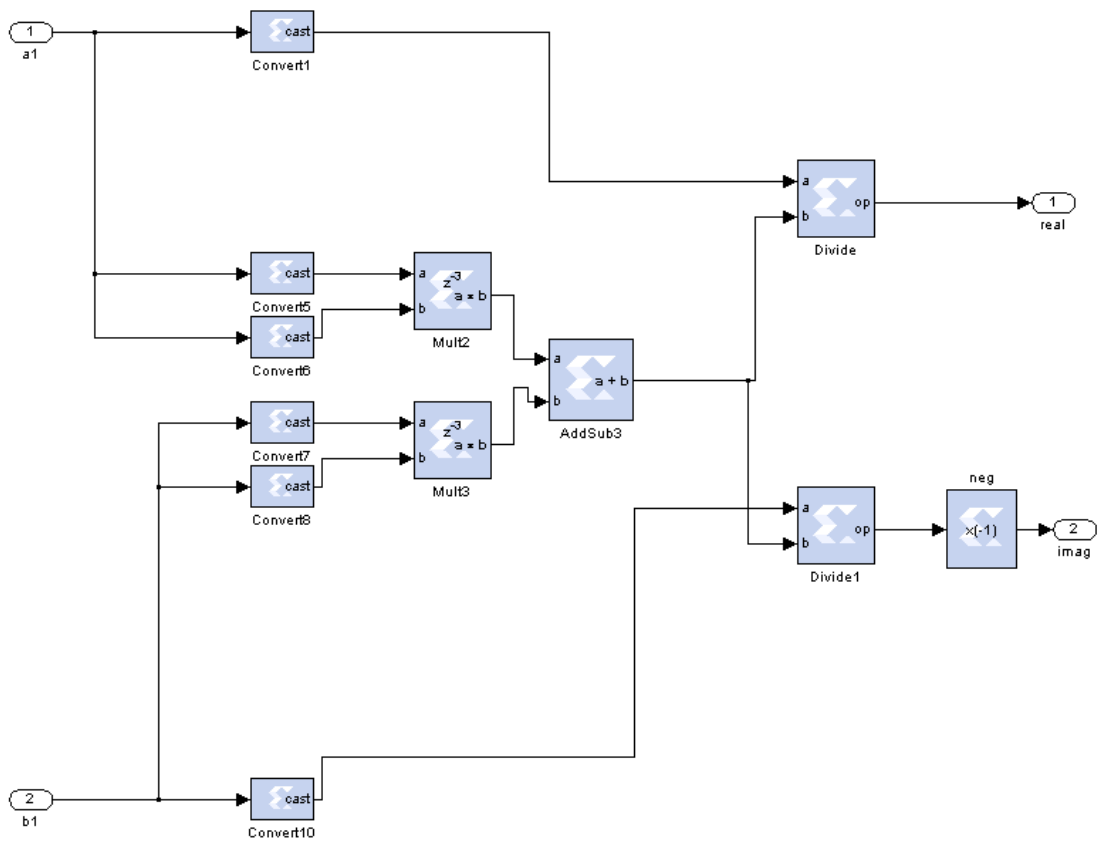 1
a1
cast
Convert1
a
b
op
Divide
1
real
cast
Convert5
cast
Convert6
a
b
z-3
a * b
Mult2
cast
Convert7
cast
Convert8
a
b
z-3
a * b
Mult3
a
b
a + b
AddSub3
a
b
op
Divide1
neg
x(-1)
2
imag
2
b1
cast
Convert10